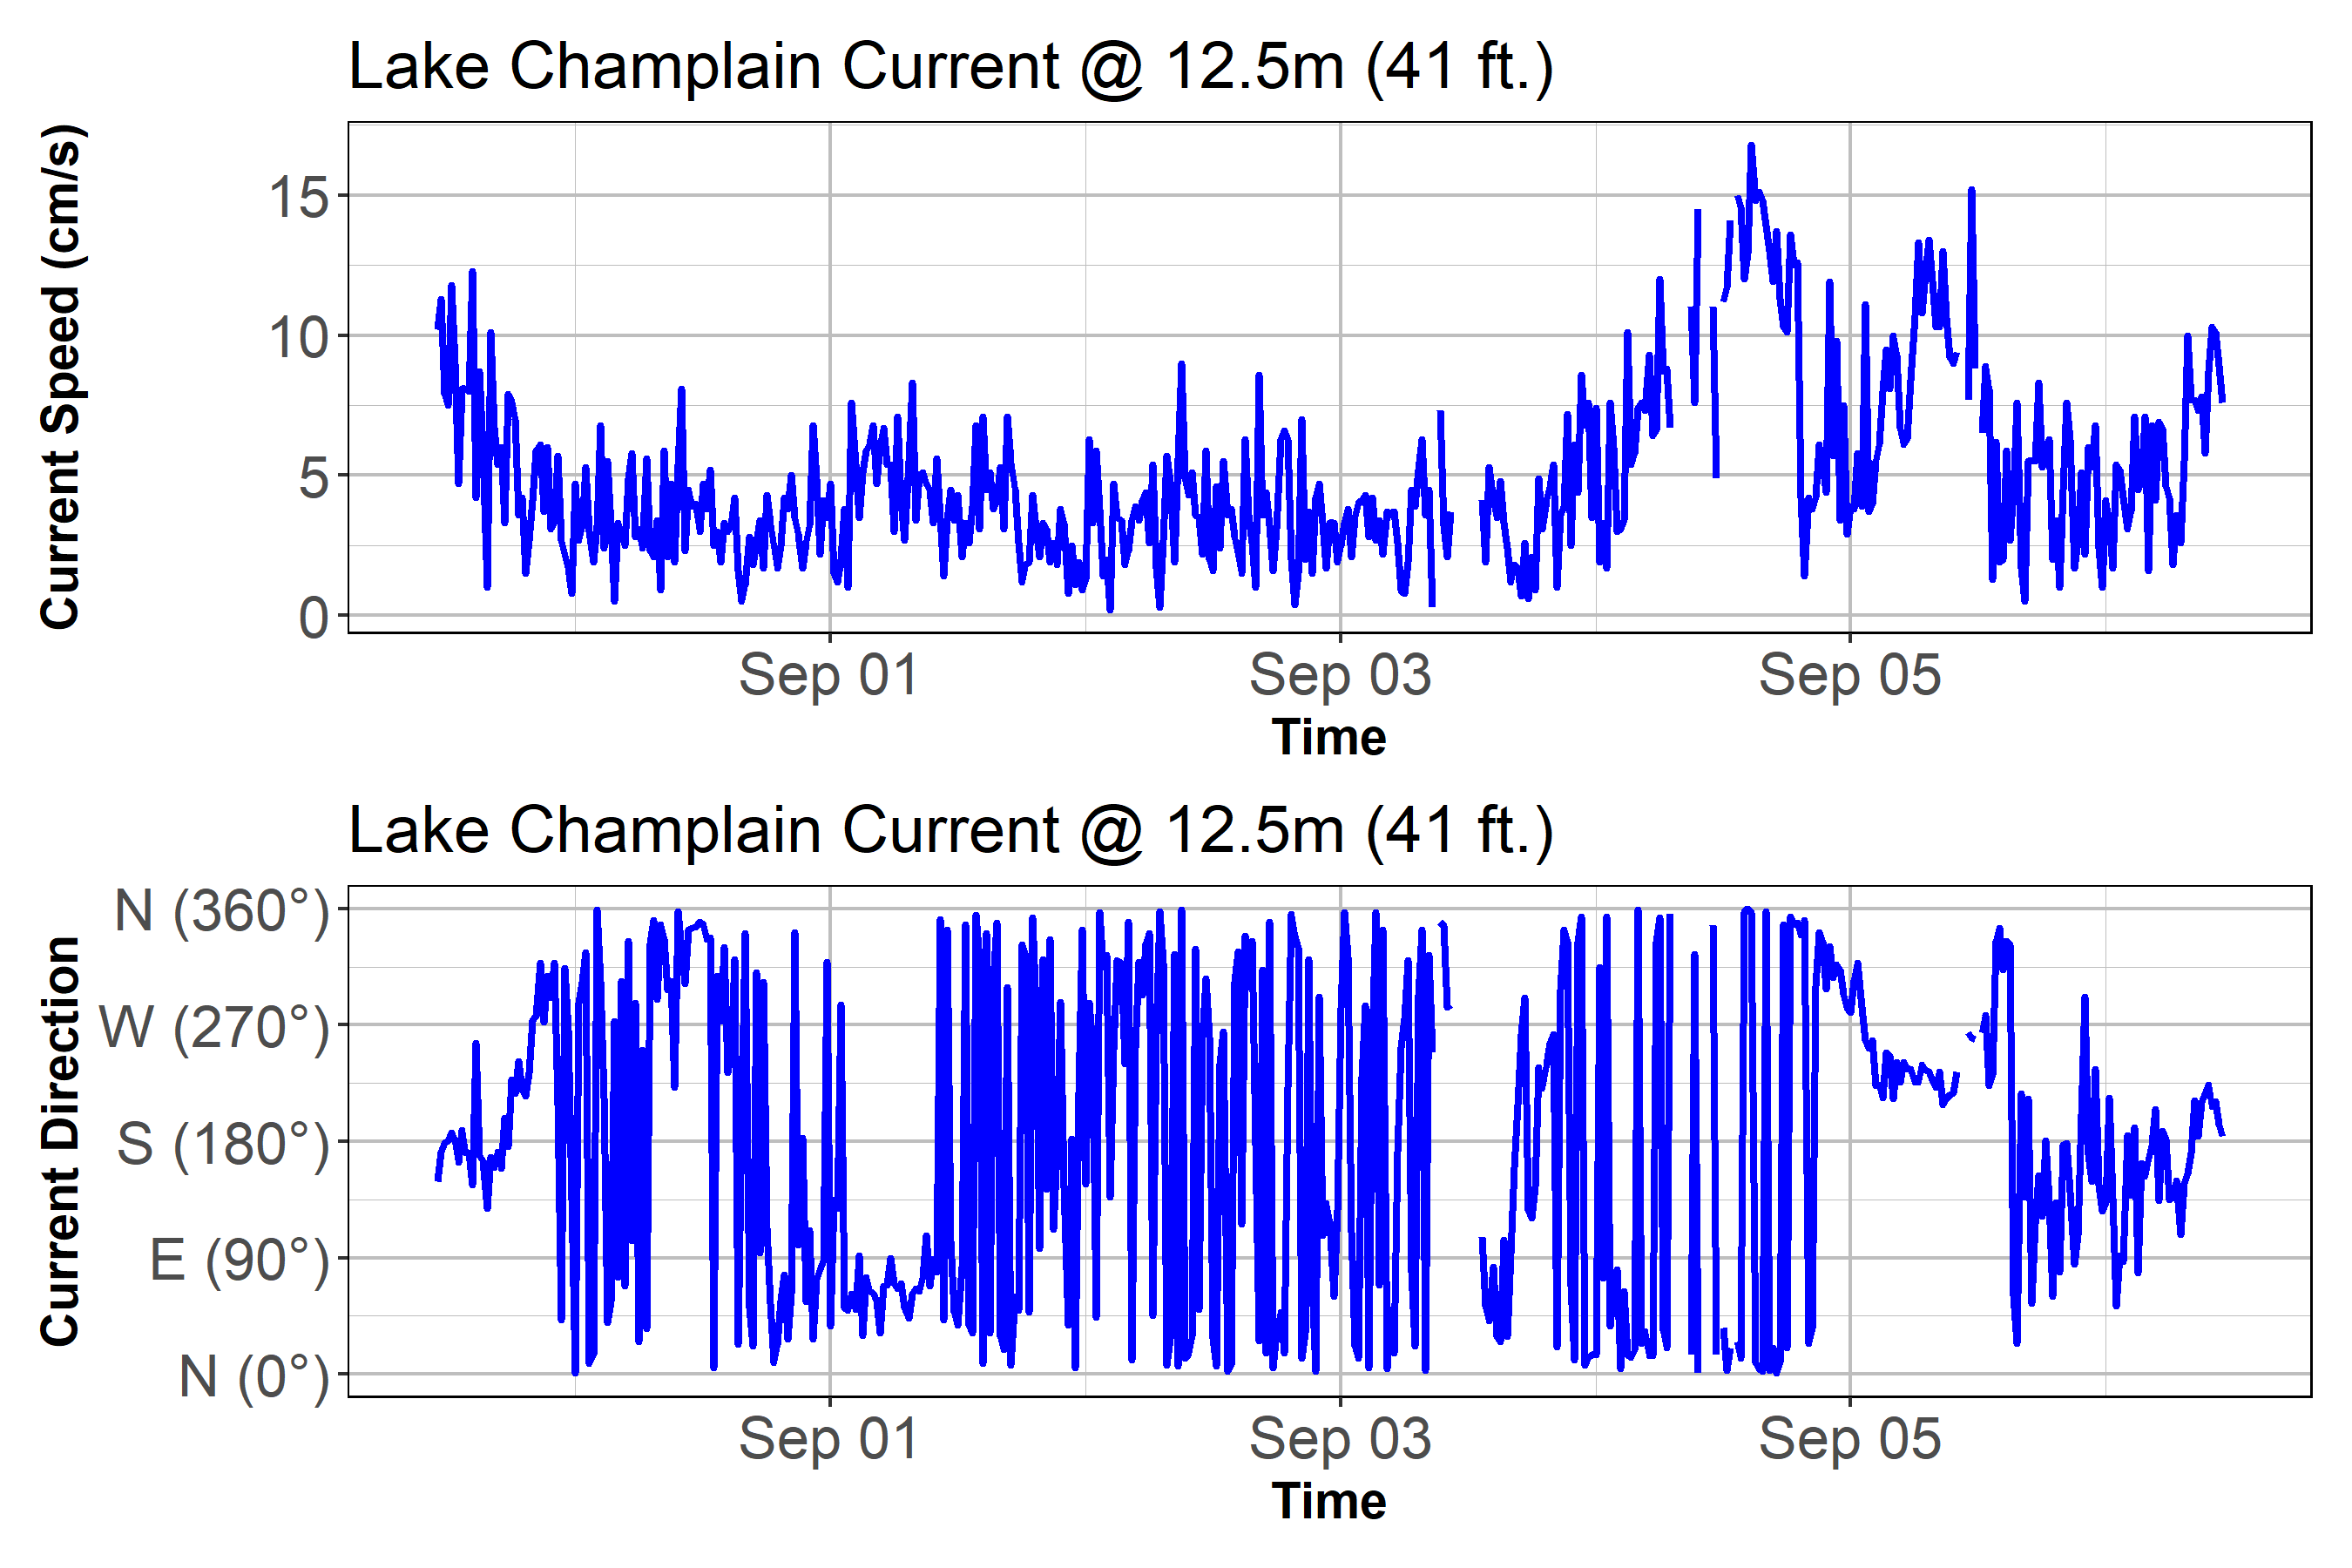 Lake Champlain Current @ 12.5m (41 ft.)
Current Speed (cm/s)
15
10
5
0
Sep 01 Sep 03 Sep 05
Time
Lake Champlain Current @ 12.5m (41 ft.)
Current Direction
N (360°)
W (270°)
S (180°)
E (90°)
N (0°)
Sep 01 Sep 03 Sep 05
Time